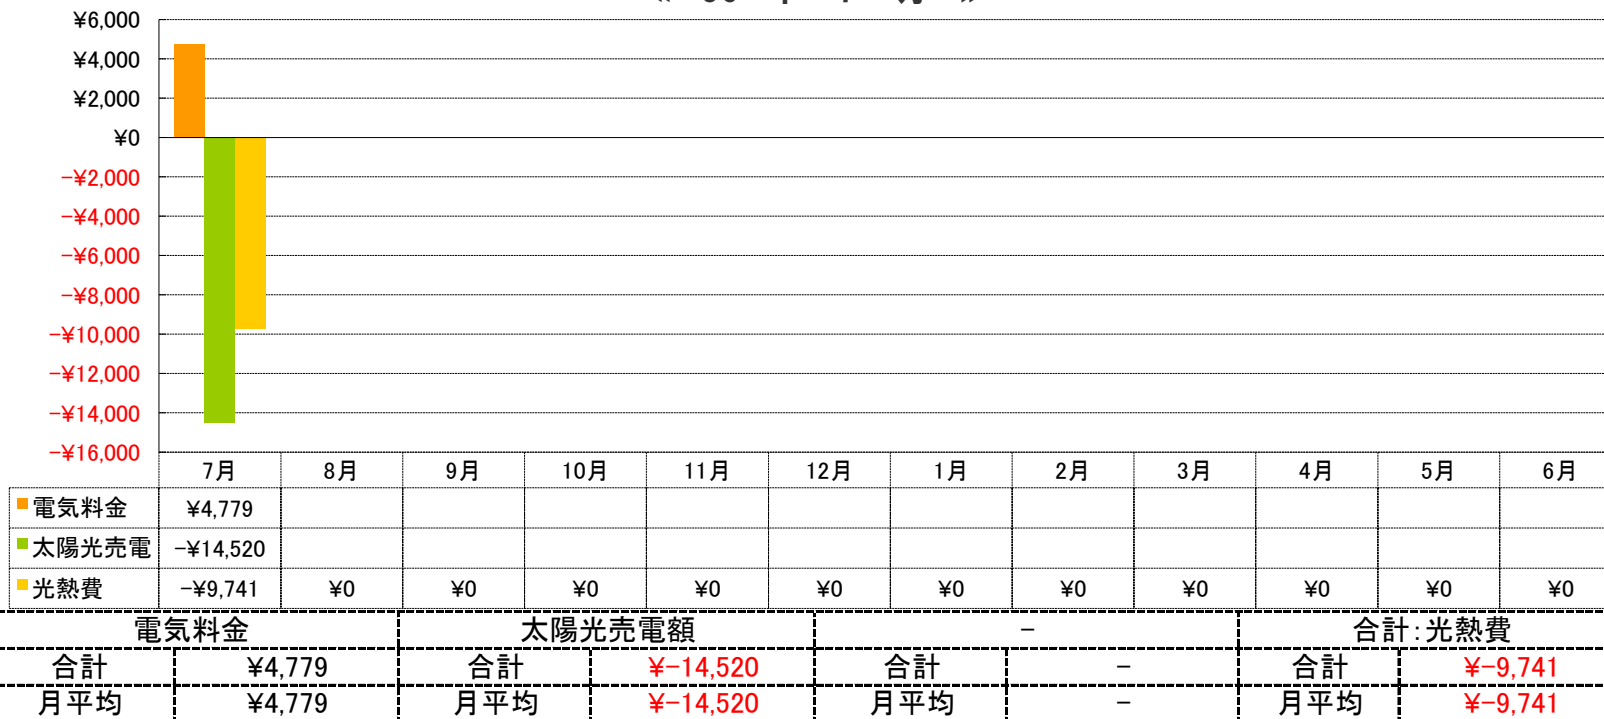 ¥6,000
¥4,000
¥2,000
¥0
-¥2,000
-¥4,000
-¥6,000
-¥8,000
-¥10,000
-¥12,000
-¥14,000
-¥16,000
7月 8月 9月 10月 11月 12月 1月 2月 3月 4月 5月 6月
電気料金 ¥4,779
太陽光売電 -¥14,520
光熱費 -¥9,741 ¥0 ¥0 ¥0 ¥0 ¥0 ¥0 ¥0 ¥0 ¥0 ¥0 ¥0
電気料金 太陽光売電額 - 合計:光熱費
合計 ¥4,779 合計 ¥-14,520 合計 - 合計 ¥-9,741
月平均 ¥4,779 月平均 ¥-14,520 月平均 - 月平均 ¥-9,741